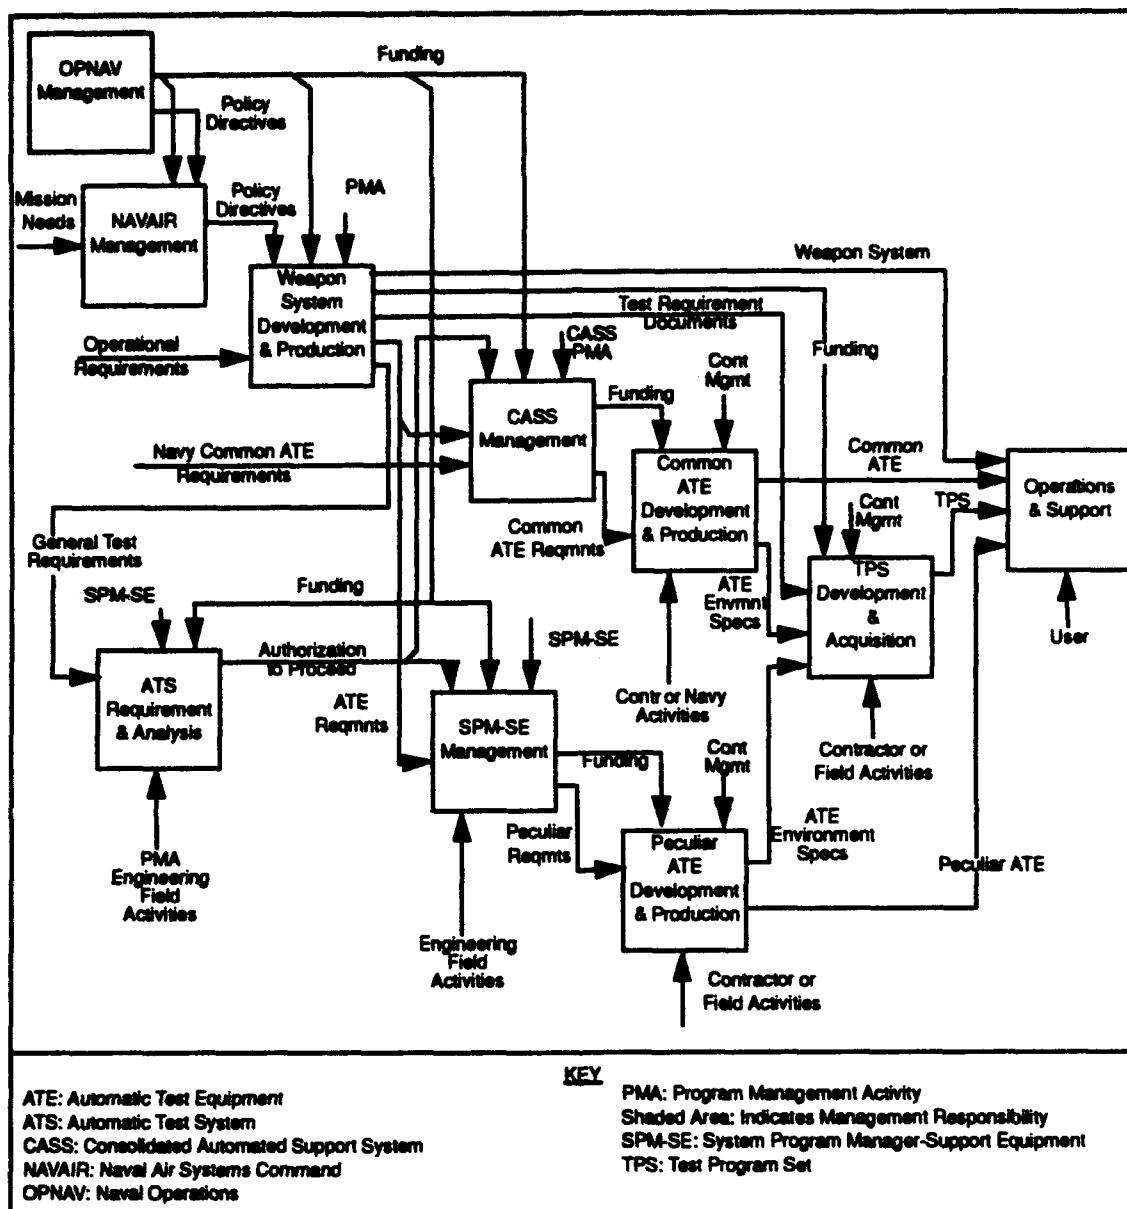 Funding
OPNAV
Management
Policy
Directives
Mission
Needs
NAVAIR
Management
Policy
Directives
PMA
Weapon System
Weapon
System
Development
& Production
Test Requirement
Documents
Operational
Requirements
CASS
PMA
Funding
Cont
Mgmt
Funding
CASS
Management
Navy Common ATE
Requirements
Common
ATE
Development
& Production
Common
ATE
Operations
& Support
TPS
Cont
Mgmt
Common
ATE Reqmnts
General Test
Requirements
TPS
Development
&
Acquisition
ATE
Envmnt
Specs
Funding
SPM-SE
SPM-SE
User
Authorization
to Proceed
ATS
Requirement
& Analysis
ATE
Reqmnts
Contr or Navy
Activities
SPM-SE
Management
Funding
Cont
Mgmt
Contractor or
Field Activities
Peculiar
Reqmts
ATE
Environment
Specs
Peculiar
ATE
Development
& Production
Peculiar ATE
PMA
Engineering
Field
Activities
Engineering
Field
Activities
Contractor or
Field Activities
KEY
ATE: Automatic Test Equipment
ATS: Automatic Test System
CASS: Consolidated Automated Support System
NAVAIR: Naval Air Systems Command
OPNAV: Naval Operations
PMA: Program Management Activity
Shaded Area: Indicates Management Responsibility
SPM-SE: System Program Manager-Support Equipment
TPS: Test Program Set